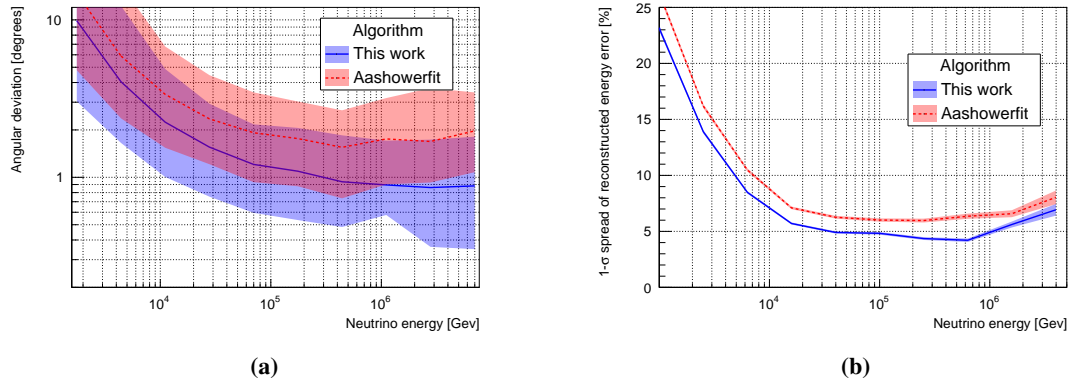 Angular deviation [degrees]
10
1
Algorithm
This work
Aashowerfit
10⁴
10⁵
10⁶
Neutrino energy [Gev]
(a)
1-σ spread of reconstructed energy error [%]
25
20
15
10
5
0
Algorithm
This work
Aashowerfit
10⁴
10⁵
10⁶
Neutrino energy [Gev]
(b)